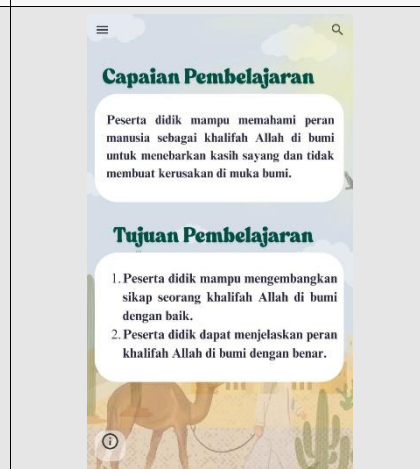 Capaian Pembelajaran
Peserta didik mampu memahami peran
manusia sebagai khalifah Allah di bumi
untuk menebarkan kasih sayang dan tidak
membuat kerusakan di muka bumi.
Tujuan Pembelajaran
1. Peserta didik mampu mengembangkan
sikap seorang khalifah Allah di bumi
dengan baik.
2. Peserta didik dapat menjelaskan peran
khalifah Allah di bumi dengan benar.